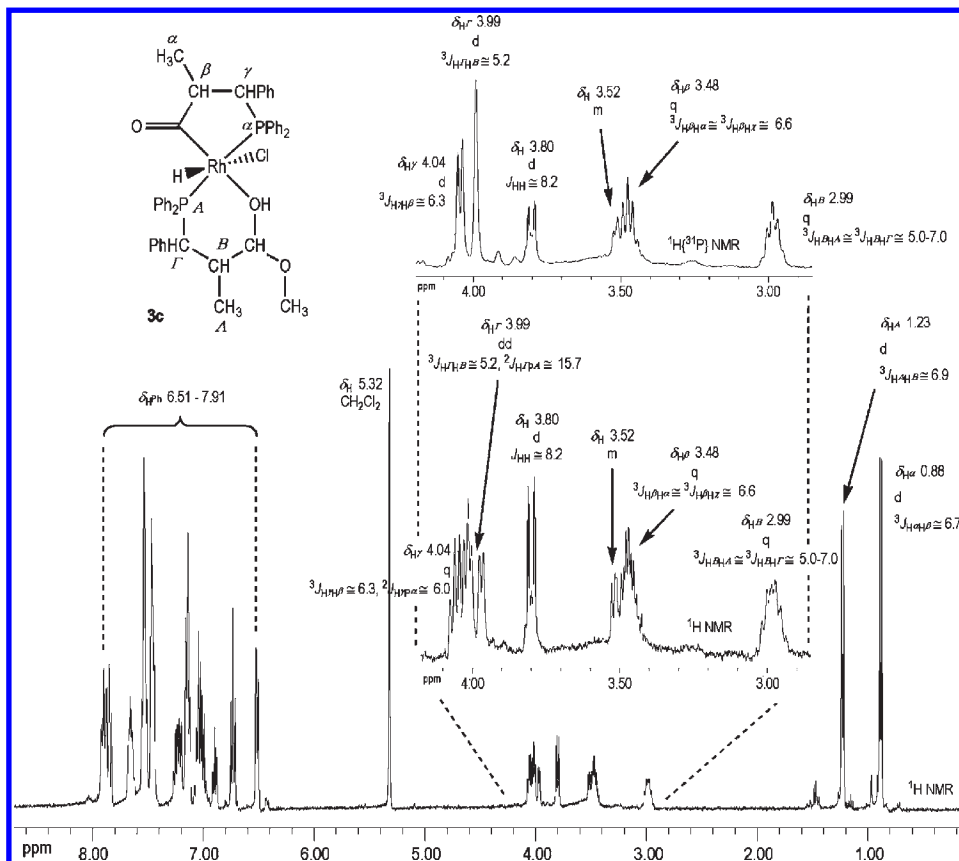 α
H₃C
β
γ
CH
CHPh
α
PPh₂
O
Rh
Cl
H
Ph₂P
A
OH
PhHC
B
Γ
O
CH₃
CH₃
A
3c
δHΓ 3.99
d
³JHΓHB≅5.2
δHγ 4.04
d
³JHγHβ≅6.3
δH 3.80
d
JHH≅8.2
δH 3.52
m
δHβ 3.48
q
³JHβHα≅³JHβHγ≅ 6.6
δHB 2.99
q
³JHBHA≅³JHBHΓ≅ 5.0-7.0
¹H{³¹P} NMR
ppm 4.00 3.50 3.00
δHΓ 3.99
dd
³JHΓHB≅5.2, ²JHΓPA≅ 15.7
δH 3.80
d
JHH≅8.2
δH 3.52
m
δHβ 3.48
q
³JHβHα≅³JHβHγ≅ 6.6
δHγ 4.04
q
³JHγHβ≅6.3, ²JHγPα≅6.0
δHB 2.99
q
³JHBHA≅³JHBHΓ≅5.0-7.0
¹H NMR
ppm 4.00 3.50 3.00
δHPh 6.51 - 7.91
δH 5.32
CH₂Cl₂
δHA 1.23
d
³JHAHB≅6.9
δHα 0.88
d
³JHαHβ≅6.7
¹H NMR
ppm 8.00 7.00 6.00 5.00 4.00 3.00 2.00 1.00